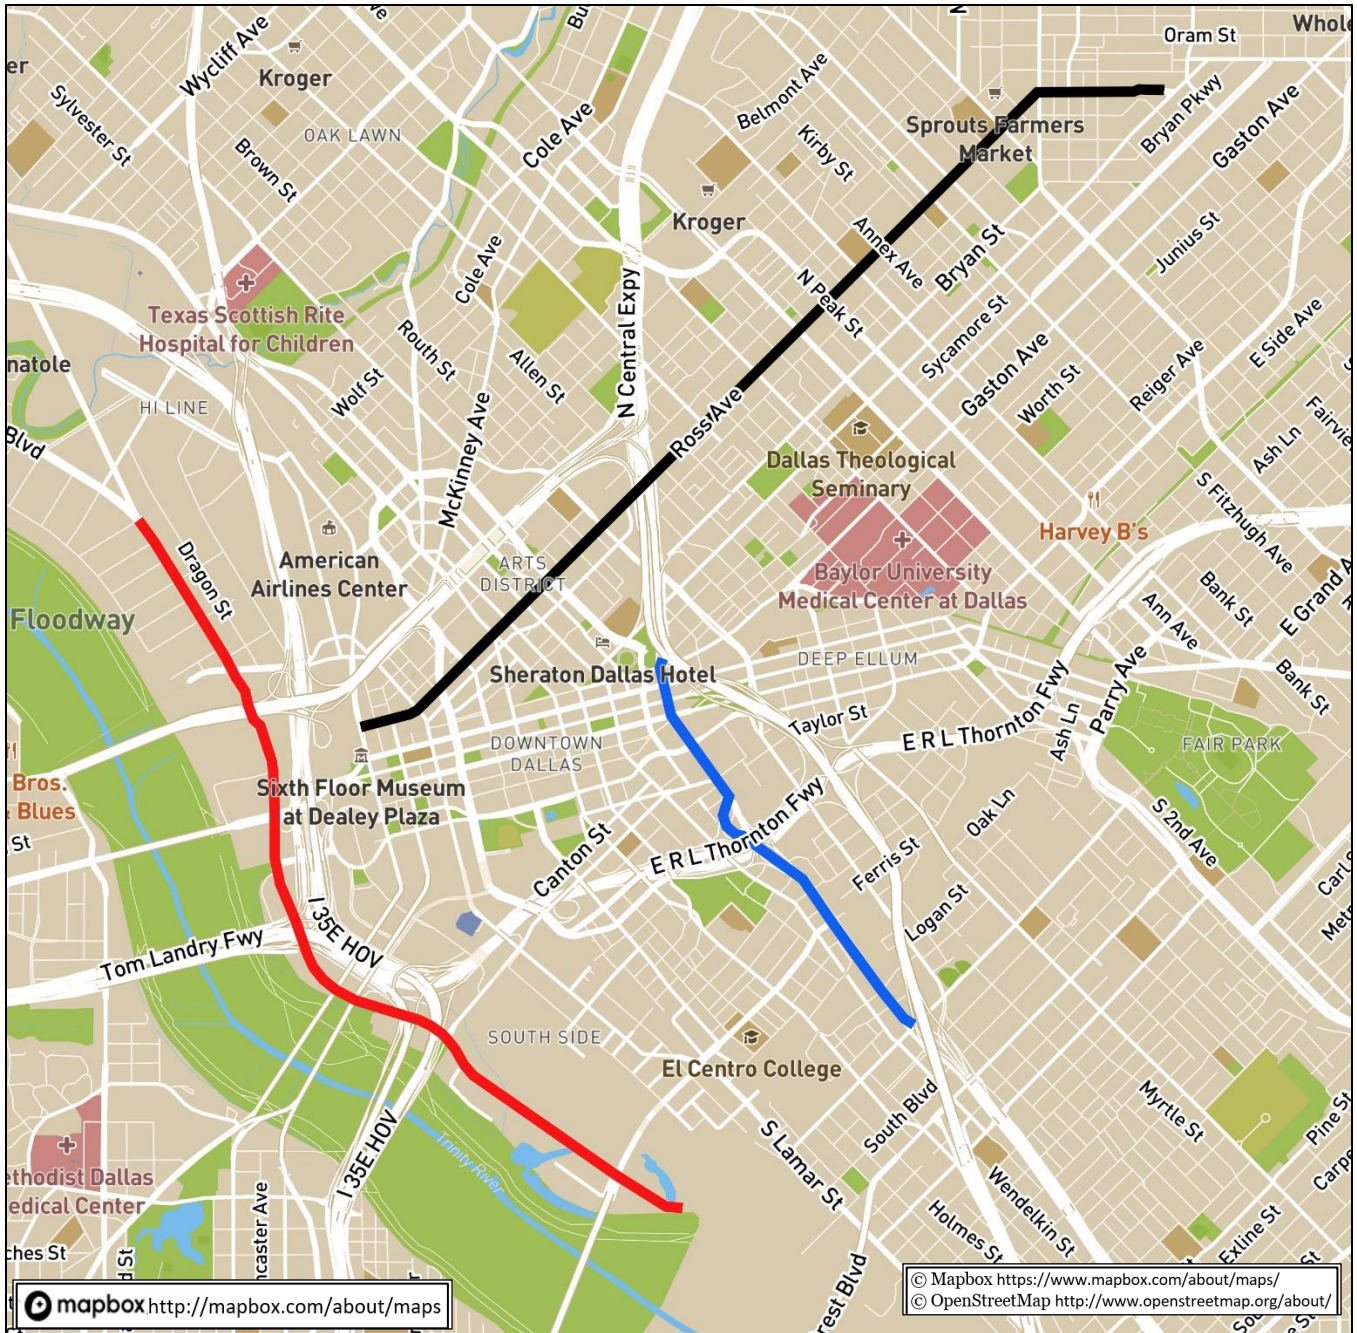 Wycliff Ave
Kroger
Oram St
Whole
er
Sylvester St
OAK LAWN
Brown St
Cole Ave
Belmont Ave
Kirby St
Sprouts Farmers
Market
Bryan Pkwy
Gaston Ave
Kroger
Annex Ave
Bryan St
Junius St
Cole Ave
N Central Expy
N Peak St
Texas Scottish Rite
Hospital for Children
Sycamore St
E Side Ave
natole
Routh St
Allen St
Wolf St
HI LINE
Gaston Ave
Worth St
Reiger Ave
Blvd
McKinney Ave
Ross Ave
Ash Ln
Dallas Theological
Seminary
S Fitzhugh Ave
Harvey B's
Dragon St
American
Airlines Center
ARTS
DISTRICT
Baylor University
Medical Center at Dallas
Floodway
Bank St
Ann Ave
E Grand A
Sheraton Dallas Hotel
DEEP ELLUM
Bank St
Parry Ave
Taylor St
E R L Thornton Fwy
Ash Ln
DOWNTOWN
DALLAS
FAIR PARK
Bros.
& Blues
Sixth Floor Museum
at Dealey Plaza
St
Canton St
E R L Thornton Fwy
Ferris St
Oak Ln
S 2nd Ave
Logan St
I 35E HOV
Tom Landry Fwy
SOUTH SIDE
El Centro College
South Blvd
Myrtle St
Pine St
I 35E HOV
Trinity River
S Lamar St
ethodist Dallas
edical Center
Wendelkin St
Holmes St
Exline St
ches St
mapbox http://mapbox.com/about/maps
© Mapbox https://www.mapbox.com/about/maps/
© OpenStreetMap http://www.openstreetmap.org/about/